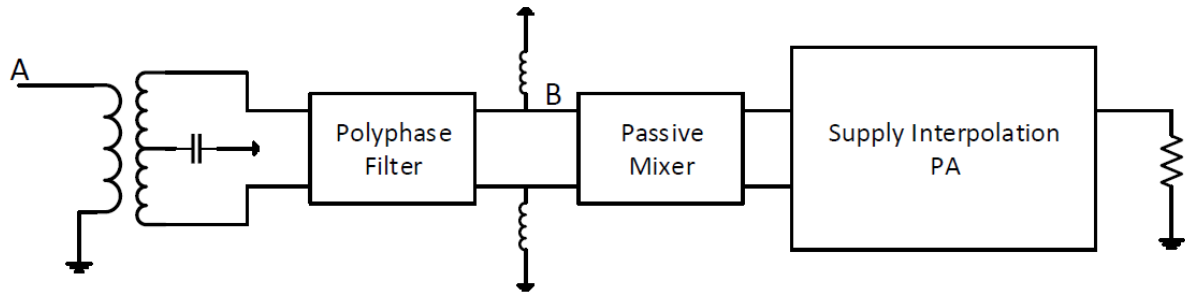 A
B
Polyphase
Filter
Passive
Mixer
Supply Interpolation
PA